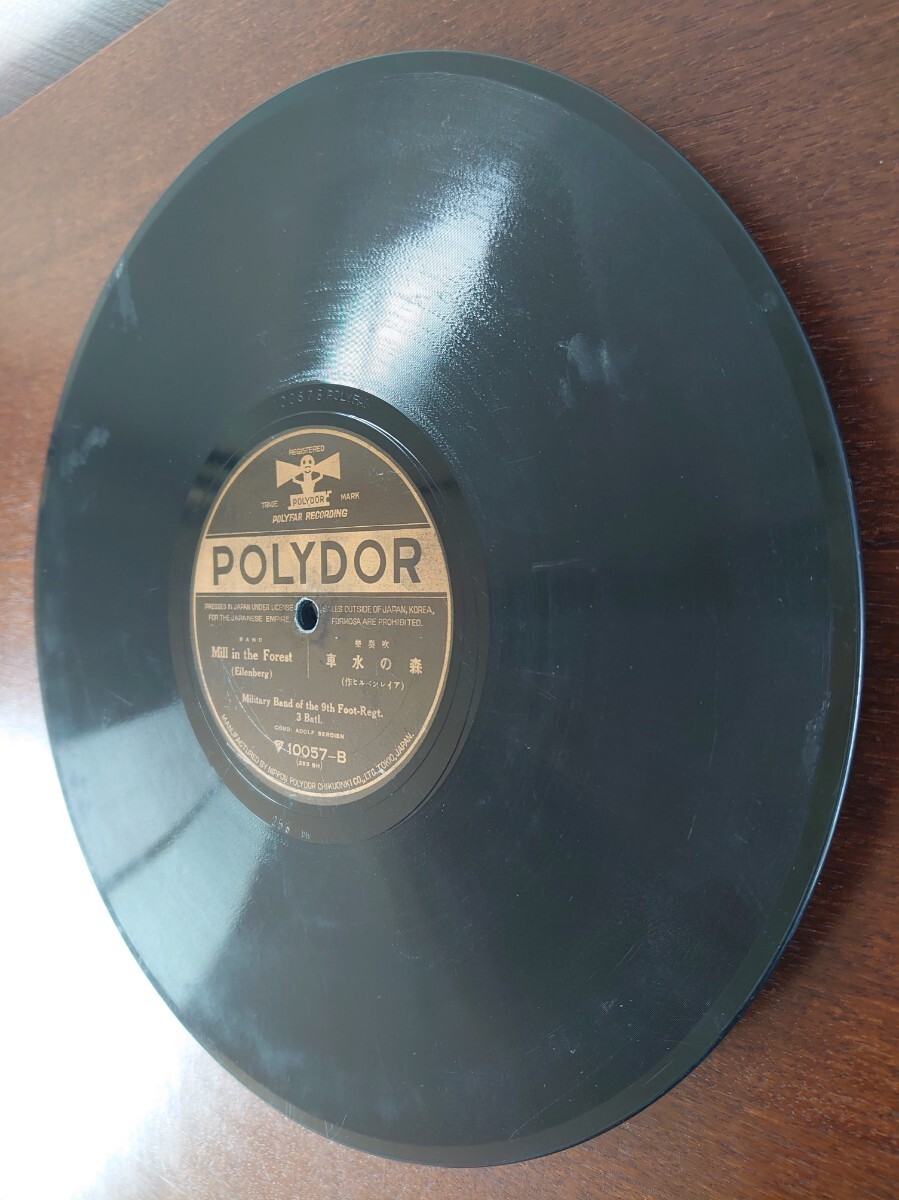 REGISTERED
TRADE MARK
POLYDOR
POLYFAR RECORDING
POLYDOR
PRESSED IN JAPAN UNDER LICENSE SALES OUTSIDE OF JAPAN, KOREA,
FOR THE JAPANESE EMPIRE. FORMOSA ARE PROHIBITED.
BAND
Mill in the Forest
(Eilenberg)
樂奏吹
車水の森
(作ヒルベンレイア)
Military Band of the 9th Foot-Regt.
3 Batl.
COND: ADOLF BERDIEN
10057-B
MANUFACTURED BY NIPPON POLYDOR CHIKUONKI CO., LTD. TOKIO, JAPAN.